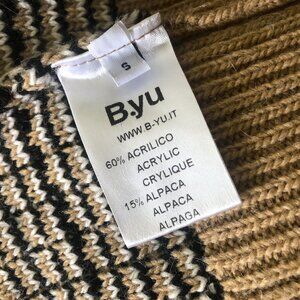 S
B.yu
WWW.B-YU.IT
60% ACRILICO
ACRYLIC
CRYLIQUE
15% ALPACA
ALPACA
ALPAGA